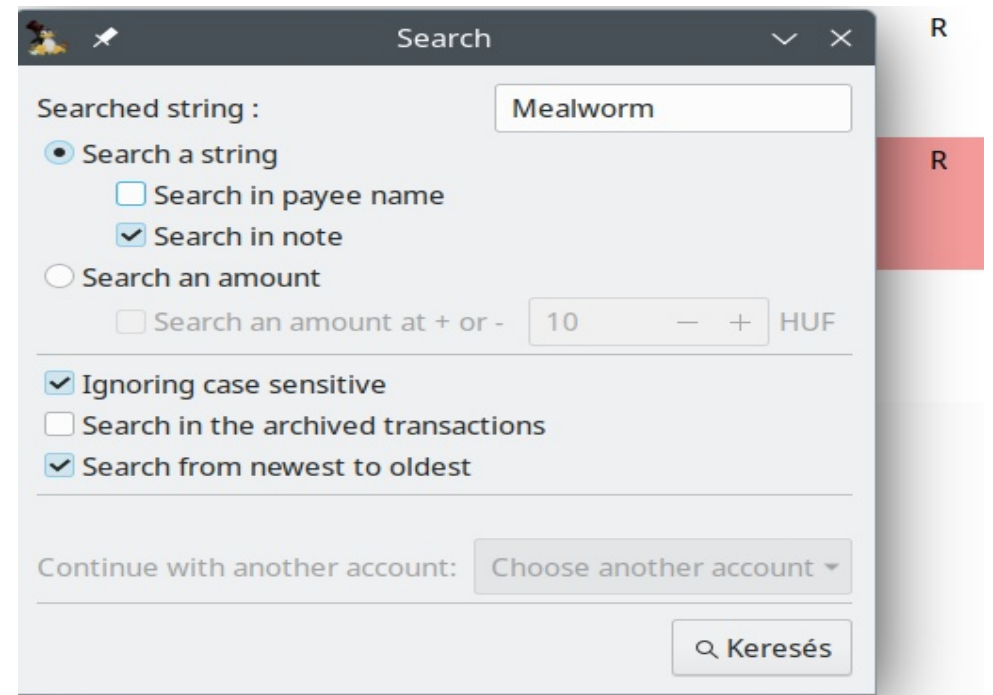 Search
R
Searched string : Mealworm
Search a string
R
Search in payee name
Search in note
Search an amount
Search an amount at + or - 10 — + HUF
Ignoring case sensitive
Search in the archived transactions
Search from newest to oldest
Continue with another account: Choose another account
Keresés